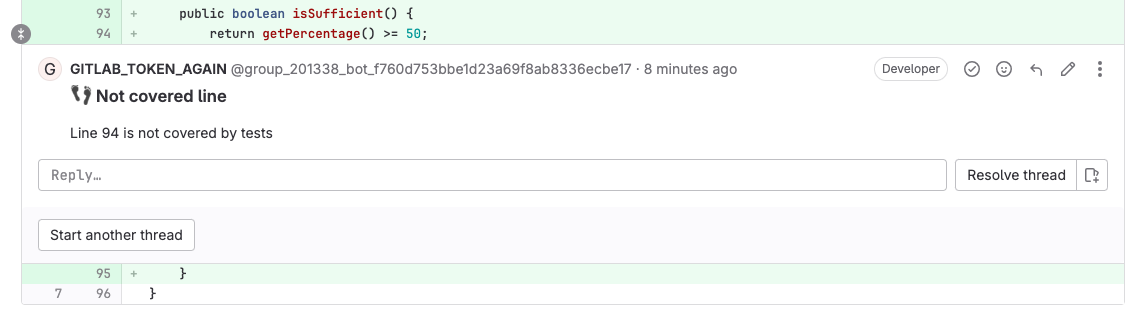 93 + public boolean isSufficient() {
94 + return getPercentage() >= 50;
G GITLAB_TOKEN_AGAIN @group_201338_bot_f760d753bbe1d23a69f8ab8336ecbe17 · 8 minutes ago Developer
👣 Not covered line
Line 94 is not covered by tests
Reply… Resolve thread
Start another thread
95 + }
7 96 }